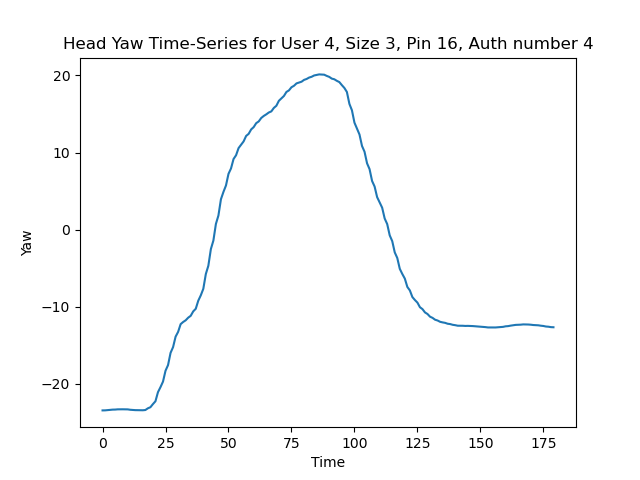 Head Yaw Time-Series for User 4, Size 3, Pin 16, Auth number 4
20
10
0
−10
−20
Yaw
0 25 50 75 100 125 150 175
Time